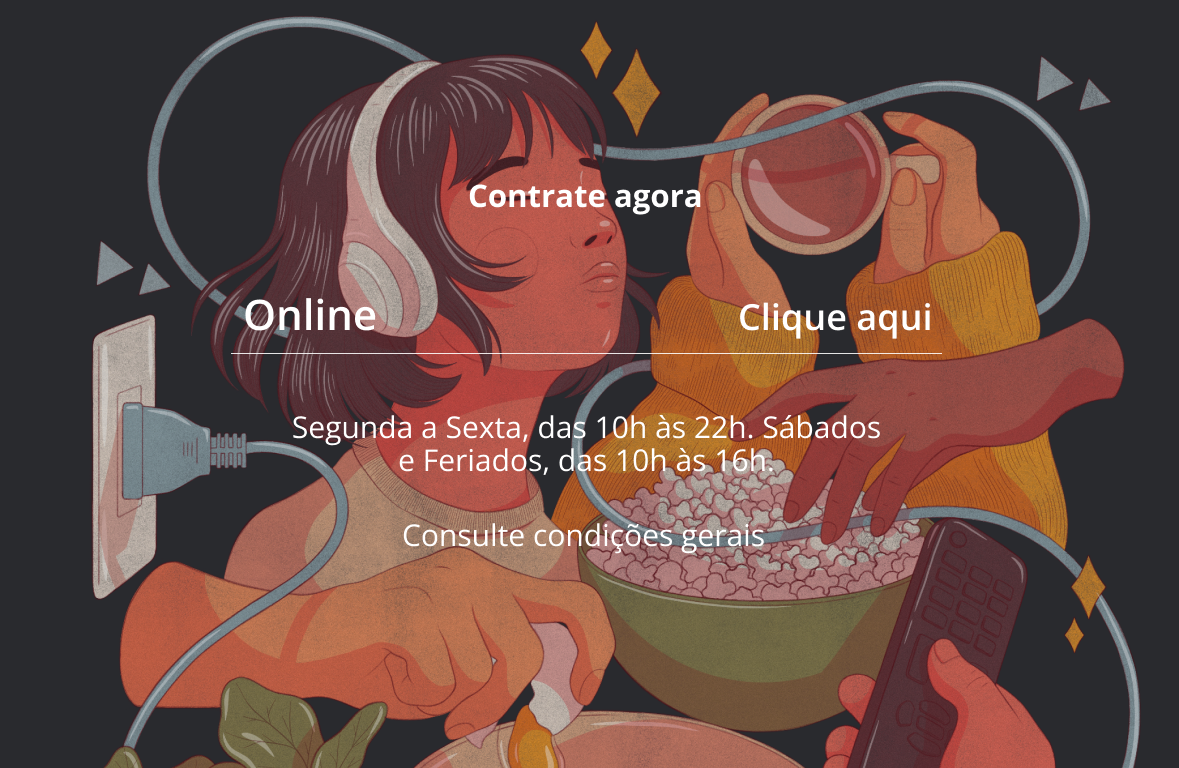 Contrate agora
Online
Clique aqui
Segunda a Sexta, das 10h às 22h. Sábados
e Feriados, das 10h às 16h.
Consulte condições gerais